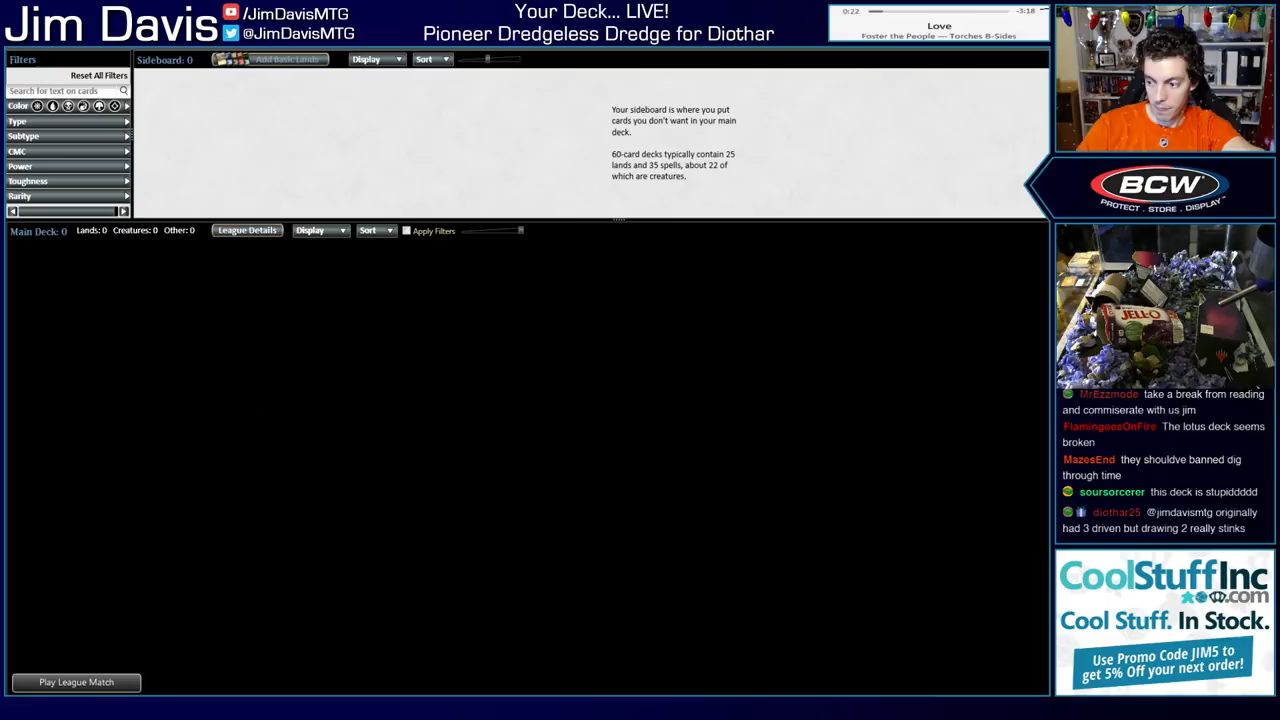 Jim Davis
/JimDavisMTG
@JimDavisMTG
Your Deck... LIVE!
Pioneer Dredgeless Dredge for Diothar
0:22
-3:18
Love
Foster the People — Torches B-Sides
Filters
Reset All Filters
Search for text on cards
Color
Type
Subtype
CMC
Power
Toughness
Rarity
Sideboard: 0
Add Basic Lands
Display
Sort
Your sideboard is where you put
cards you don't want in your main
deck.
60-card decks typically contain 25
lands and 35 spells, about 22 of
which are creatures.
Main Deck: 0
Lands: 0
Creatures: 0
Other: 0
League Details
Display
Sort
Apply Filters
Play League Match
BCW
PROTECT . STORE . DISPLAY
JELL-O
MrEzzmode take a break from reading
and commiserate with us jim
FlamingoesOnFire The lotus deck seems
broken
MazesEnd they shouldve banned dig
through time
soursorcerer this deck is stupiddddd
diothar25 @jimdavismtg originally
had 3 driven but drawing 2 really stinks
CoolStuffInc
.com
Cool Stuff. In Stock.
Use Promo Code JIM5 to
get 5% Off your next order!